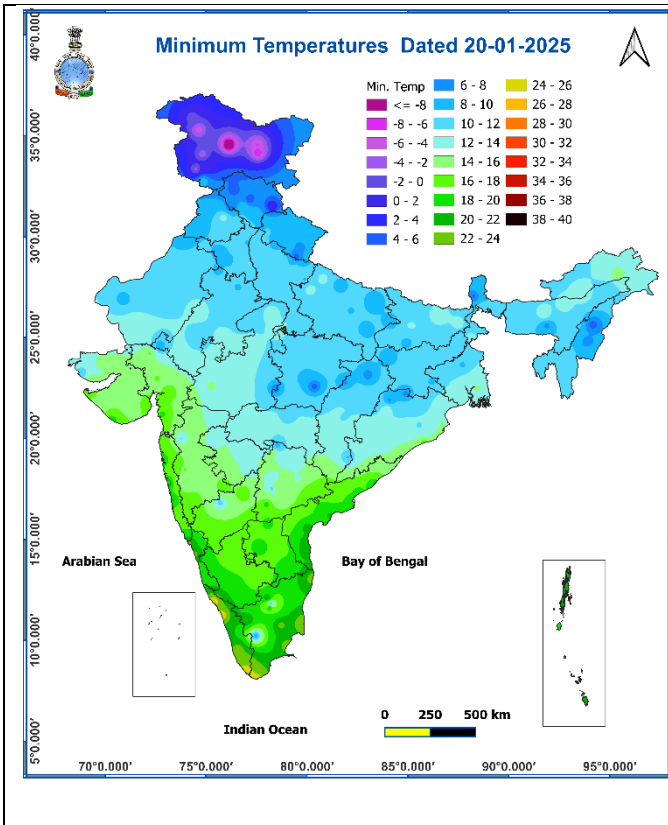 Minimum Temperatures Dated 20-01-2025
Min. Temp
<= -8
-8 - -6
-6 - -4
-4 - -2
-2 - 0
0 - 2
2 - 4
4 - 6
6 - 8
8 - 10
10 - 12
12 - 14
14 - 16
16 - 18
18 - 20
20 - 22
22 - 24
24 - 26
26 - 28
28 - 30
30 - 32
32 - 34
34 - 36
36 - 38
38 - 40
40°0.000'
35°0.000'
30°0.000'
25°0.000'
20°0.000'
15°0.000'
10°0.000'
5°0.000'
Arabian Sea
Bay of Bengal
Indian Ocean
0 250 500 km
70°0.000' 75°0.000' 80°0.000' 85°0.000' 90°0.000' 95°0.000'